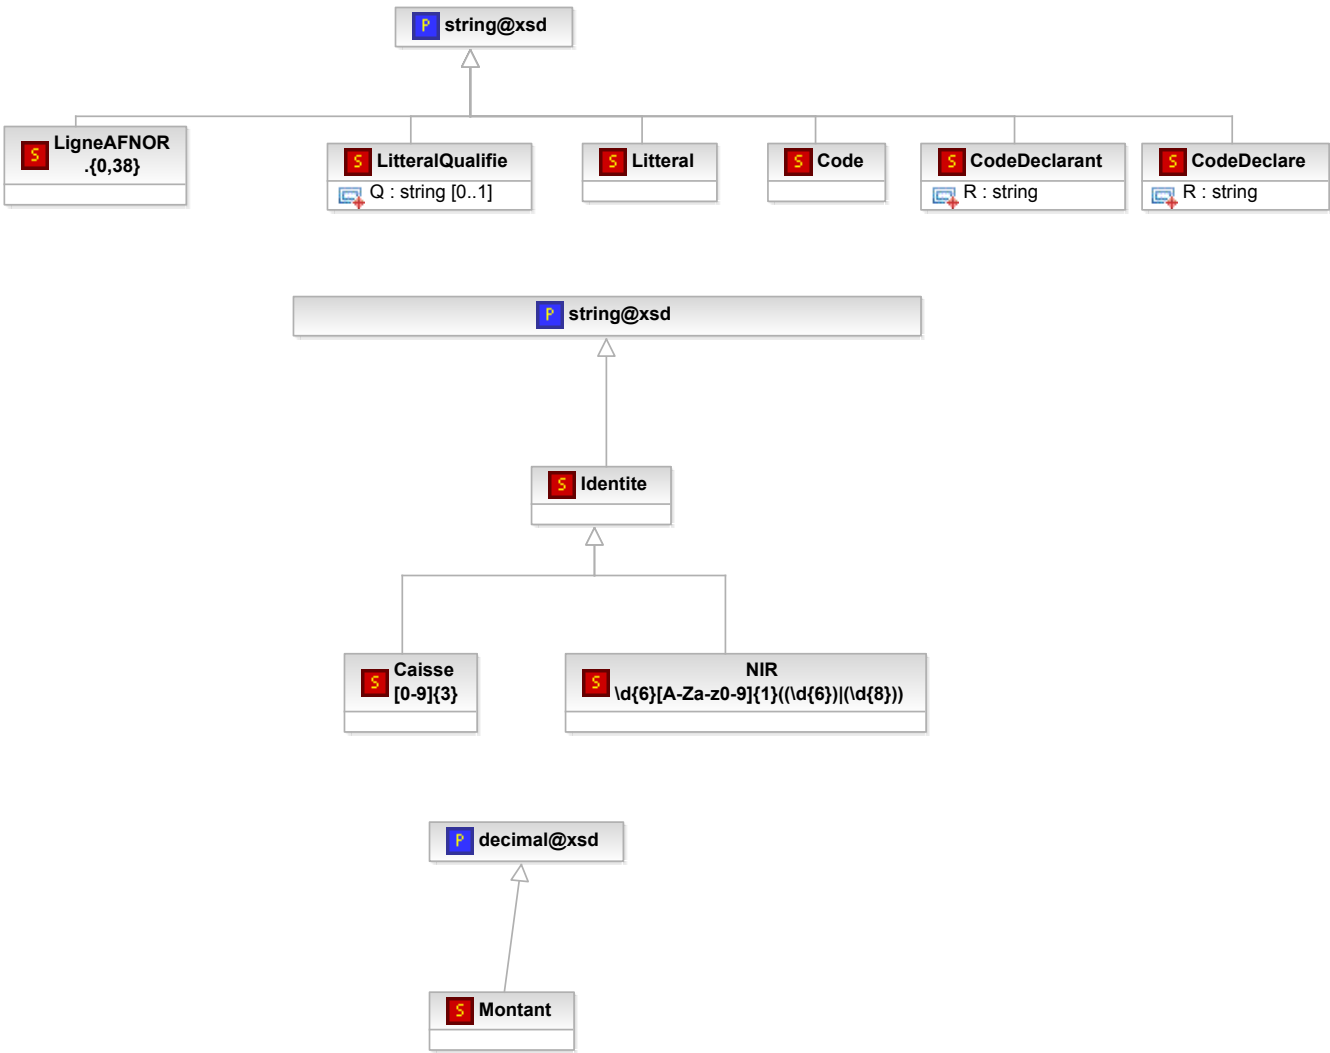 P string@xsd
S LigneAFNOR
.{0,38}
S LitteralQualifie
Q : string [0..1]
S Litteral
S Code
S CodeDeclarant
R : string
S CodeDeclare
R : string
P string@xsd
S Identite
S Caisse
[0-9]{3}
S NIR
\d{6}[A-Za-z0-9]{1}((\d{6})|(\d{8}))
P decimal@xsd
S Montant